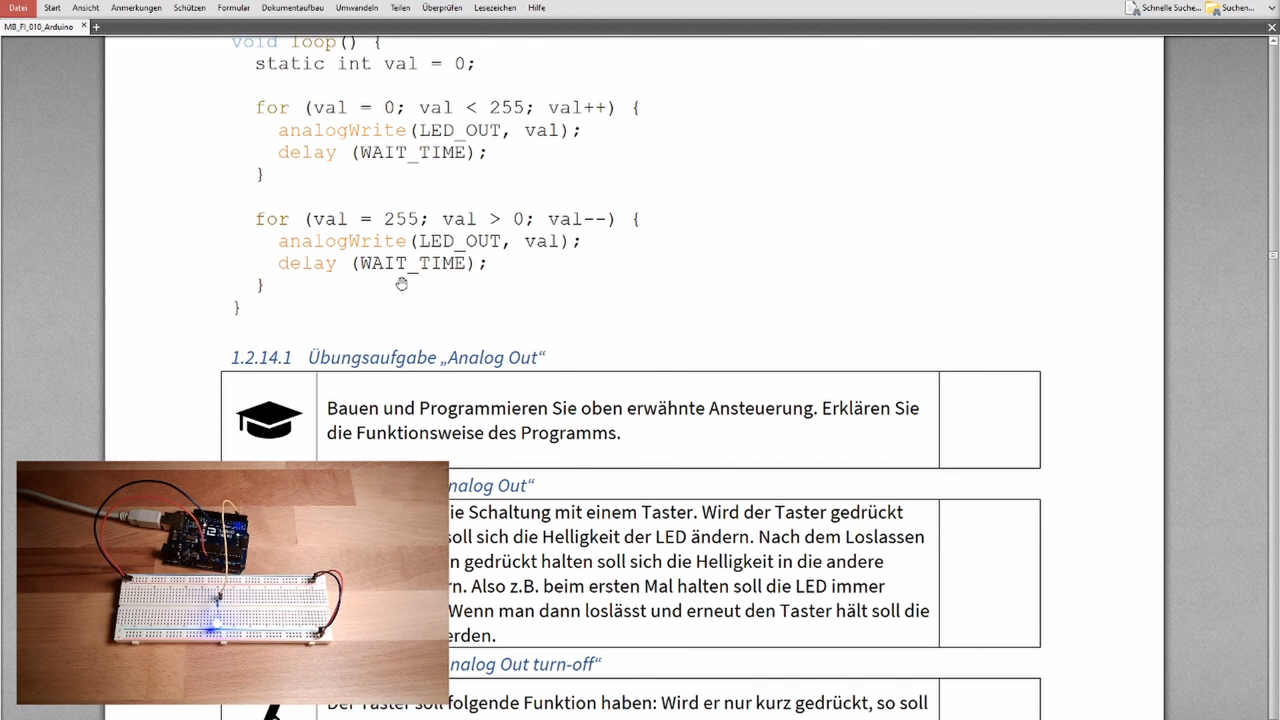 Datei Start Ansicht Anmerkungen Schützen Formular Dokumentaufbau Umwandeln Teilen Überprüfen Lesezeichen Hilfe Schnelle Suche... Suchen...
MB_FI_010_Arduino
void loop() {
static int val = 0;
for (val = 0; val < 255; val++) {
analogWrite(LED_OUT, val);
delay (WAIT_TIME);
}
for (val = 255; val > 0; val--) {
analogWrite(LED_OUT, val);
delay (WAIT_TIME);
}
}
1.2.14.1 Übungsaufgabe „Analog Out“
Bauen und Programmieren Sie oben erwähnte Ansteuerung. Erklären Sie
die Funktionsweise des Programms.
nalog Out“
ie Schaltung mit einem Taster. Wird der Taster gedrückt
soll sich die Helligkeit der LED ändern. Nach dem Loslassen
n gedrückt halten soll sich die Helligkeit in die andere
rn. Also z.B. beim ersten Mal halten soll die LED immer
Wenn man dann loslässt und erneut den Taster hält soll die
erden.
nalog Out turn-off“
Der Taster soll folgende Funktion haben: Wird er nur kurz gedrückt, so soll